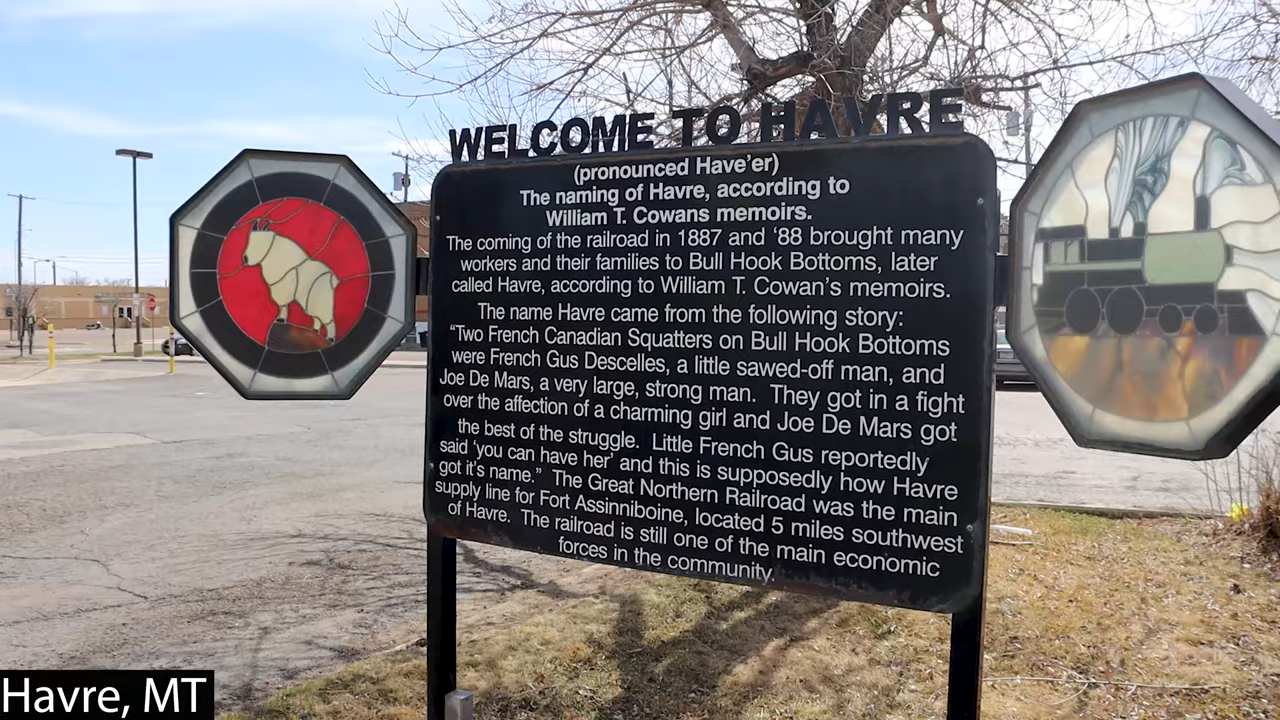 WELCOME TO HAVRE
(pronounced Have'er)
The naming of Havre, according to
William T. Cowans memoirs.
The coming of the railroad in 1887 and '88 brought many
workers and their families to Bull Hook Bottoms, later
called Havre, according to William T. Cowan's memoirs.
The name Havre came from the following story:
“Two French Canadian Squatters on Bull Hook Bottoms
were French Gus Descelles, a little sawed-off man, and
Joe De Mars, a very large, strong man. They got in a fight
over the affection of a charming girl and Joe De Mars got
the best of the struggle. Little French Gus reportedly
said 'you can have her' and this is supposedly how Havre
got it's name.” The Great Northern Railroad was the main
supply line for Fort Assinniboine, located 5 miles southwest
of Havre. The railroad is still one of the main economic
forces in the community.
Havre, MT